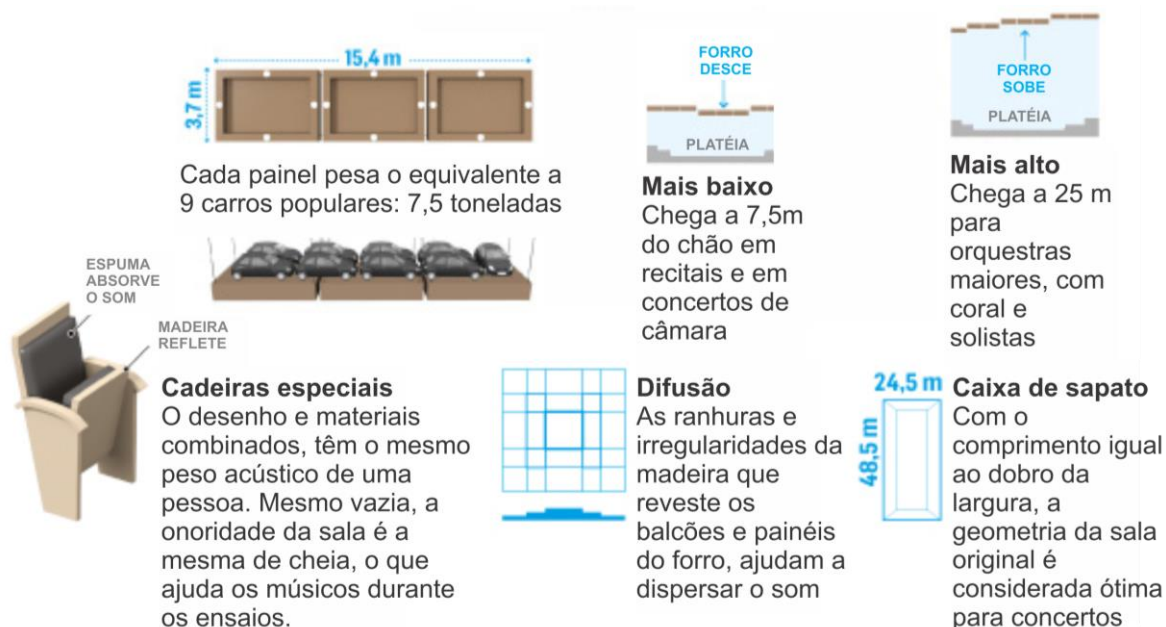 15,4 m
3,7 m
Cada painel pesa o equivalente a
9 carros populares: 7,5 toneladas
FORRO
DESCE
PLATÉIA
Mais baixo
Chega a 7,5m
do chão em
recitais e em
concertos de
câmara
FORRO
SOBE
PLATÉIA
Mais alto
Chega a 25 m
para
orquestras
maiores, com
coral e
solistas
ESPUMA
ABSORVE
O SOM
MADEIRA
REFLETE
Cadeiras especiais
O desenho e materiais
combinados, têm o mesmo
peso acústico de uma
pessoa. Mesmo vazia, a
onoridade da sala é a
mesma de cheia, o que
ajuda os músicos durante
os ensaios.
Difusão
As ranhuras e
irregularidades da
madeira que
reveste os
balcões e painéis
do forro, ajudam a
dispersar o som
24,5 m
48,5 m
Caixa de sapato
Com o
comprimento igual
ao dobro da
largura, a
geometria da sala
original é
considerada ótima
para concertos